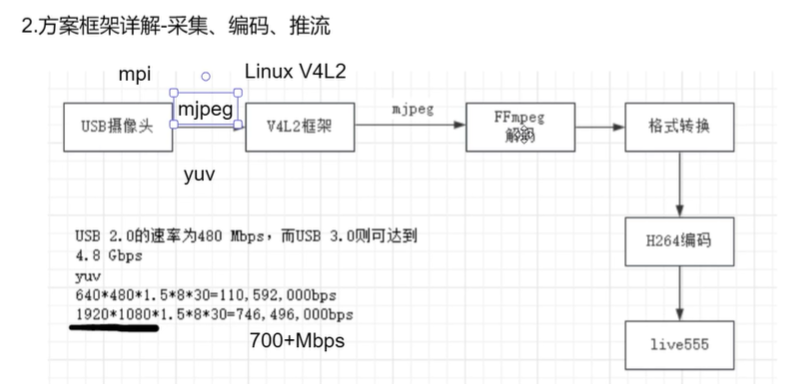 2.方案框架详解-采集、编码、推流
mpi
Linux V4L2
USB摄像头
mjpeg
V4L2框架
mjpeg
FFmpeg
解码
格式转换
yuv
USB 2.0的速率为480 Mbps，而USB 3.0则可达到
4.8 Gbps
yuv
640*480*1.5*8*30=110,592,000bps
1920*1080*1.5*8*30=746,496,000bps
700+Mbps
H264编码
live555